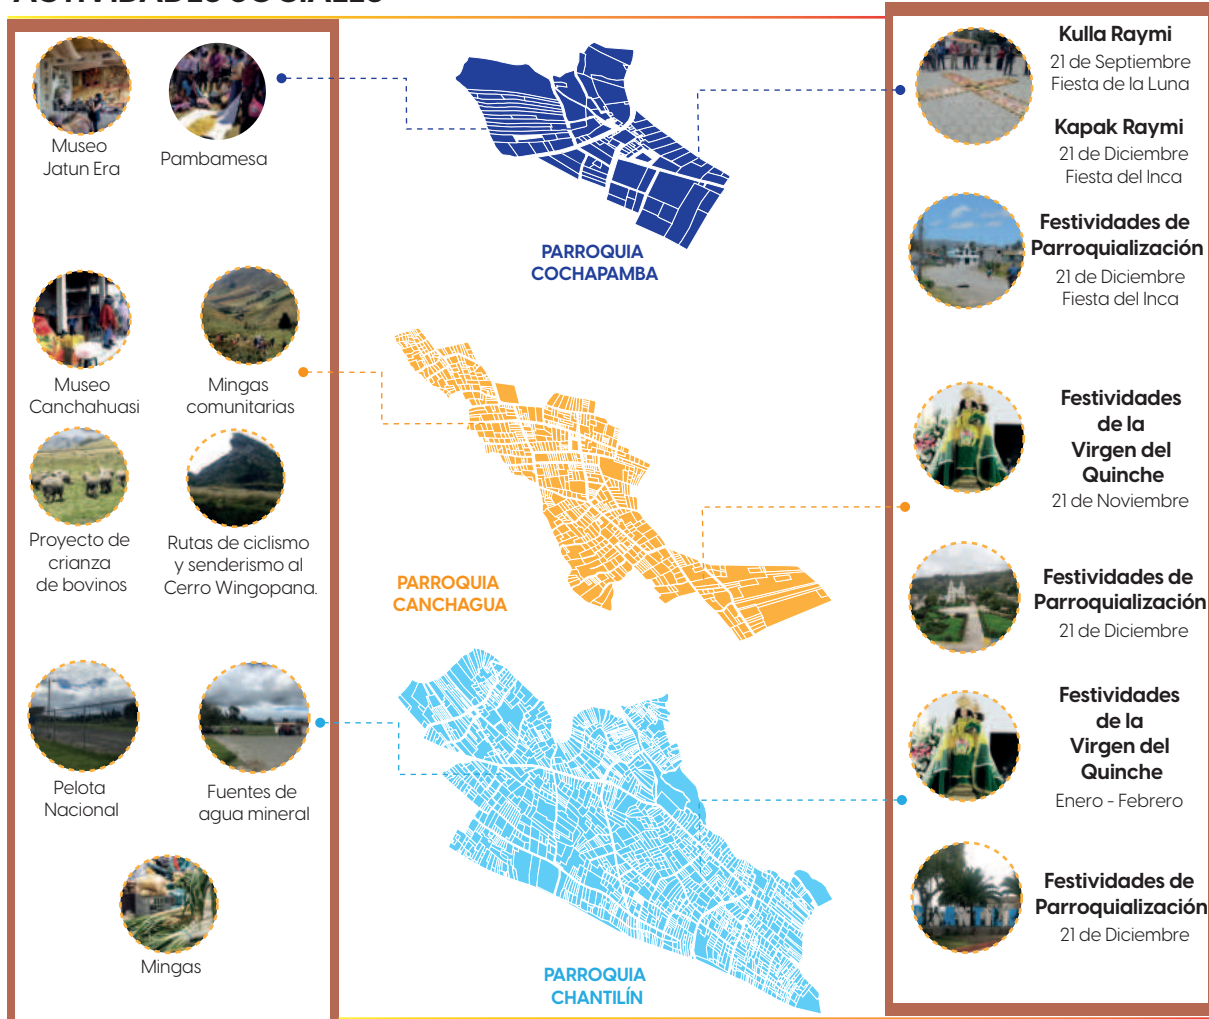 ACTIVIDADES SOCIALES
Museo
Jatun Era
Pambamesa
PARROQUIA
COCHAPAMBA
Kulla Raymi
21 de Septiembre
Fiesta de la Luna
Kapak Raymi
21 de Diciembre
Fiesta del Inca
Festividades de
Parroquialización
21 de Diciembre
Fiesta del Inca
Museo
Canchahuasi
Mingas
comunitarias
Proyecto de
crianza
de bovinos
Rutas de ciclismo
y senderismo al
Cerro Wingopana.
PARROQUIA
CANCHAGUA
Festividades
de la
Virgen del
Quinche
21 de Noviembre
Festividades de
Parroquialización
21 de Diciembre
Pelota
Nacional
Fuentes de
agua mineral
Mingas
PARROQUIA
CHANTILÍN
Festividades
de la
Virgen del
Quinche
Enero - Febrero
Festividades de
Parroquialización
21 de Diciembre